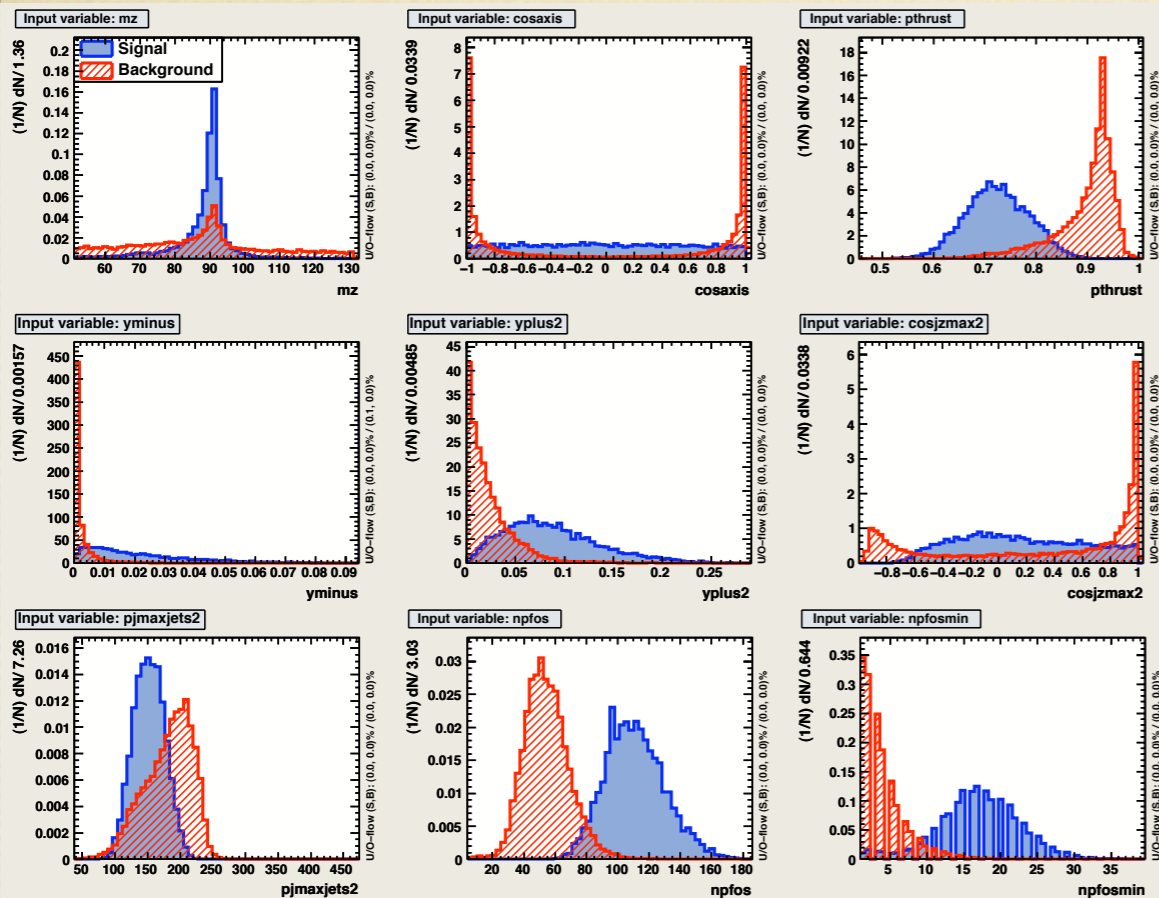 Input variable: mz
Input variable: cosaxis
Input variable: pthrust
(1/N) dN/ 1.36
0.2
0.18
0.16
0.14
0.12
0.1
0.08
0.06
0.04
0.02
0
Signal
Background
60 70 80 90 100 110 120 130
mz
U/O-flow (S,B): (0.0, 0.0)% / (0.0, 0.0)%
(1/N) dN/ 0.0339
8
7
6
5
4
3
2
1
0
−1 −0.8 −0.6 −0.4 −0.2 0 0.2 0.4 0.6 0.8 1
cosaxis
U/O-flow (S,B): (0.0, 0.0)% / (0.0, 0.0)%
(1/N) dN/ 0.00922
18
16
14
12
10
8
6
4
2
0
0.5 0.6 0.7 0.8 0.9 1
pthrust
U/O-flow (S,B): (0.0, 0.0)% / (0.0, 0.0)%
Input variable: yminus
Input variable: yplus2
Input variable: cosjzmax2
(1/N) dN/ 0.00157
450
400
350
300
250
200
150
100
50
0
0 0.01 0.02 0.03 0.04 0.05 0.06 0.07 0.08 0.09
yminus
U/O-flow (S,B): (0.0, 0.0)% / (0.1, 0.0)%
(1/N) dN/ 0.00485
45
40
35
30
25
20
15
10
5
0
0 0.05 0.1 0.15 0.2 0.25
yplus2
U/O-flow (S,B): (0.0, 0.0)% / (0.0, 0.0)%
(1/N) dN/ 0.0338
6
5
4
3
2
1
0
−0.8 −0.6 −0.4 −0.2 0 0.2 0.4 0.6 0.8 1
cosjzmax2
U/O-flow (S,B): (0.0, 0.0)% / (0.0, 0.0)%
Input variable: pjmaxjets2
Input variable: npfos
Input variable: npfosmin
(1/N) dN/ 7.26
0.016
0.014
0.012
0.01
0.008
0.006
0.004
0.002
0
50 100 150 200 250 300 350 400 450
pjmaxjets2
U/O-flow (S,B): (0.0, 0.0)% / (0.0, 0.0)%
(1/N) dN/ 3.03
0.03
0.025
0.02
0.015
0.01
0.005
0
20 40 60 80 100 120 140 160 180
npfos
U/O-flow (S,B): (0.0, 0.0)% / (0.0, 0.0)%
(1/N) dN/ 0.644
0.35
0.3
0.25
0.2
0.15
0.1
0.05
0
5 10 15 20 25 30 35
npfosmin
U/O-flow (S,B): (0.0, 0.0)% / (0.0, 0.0)%